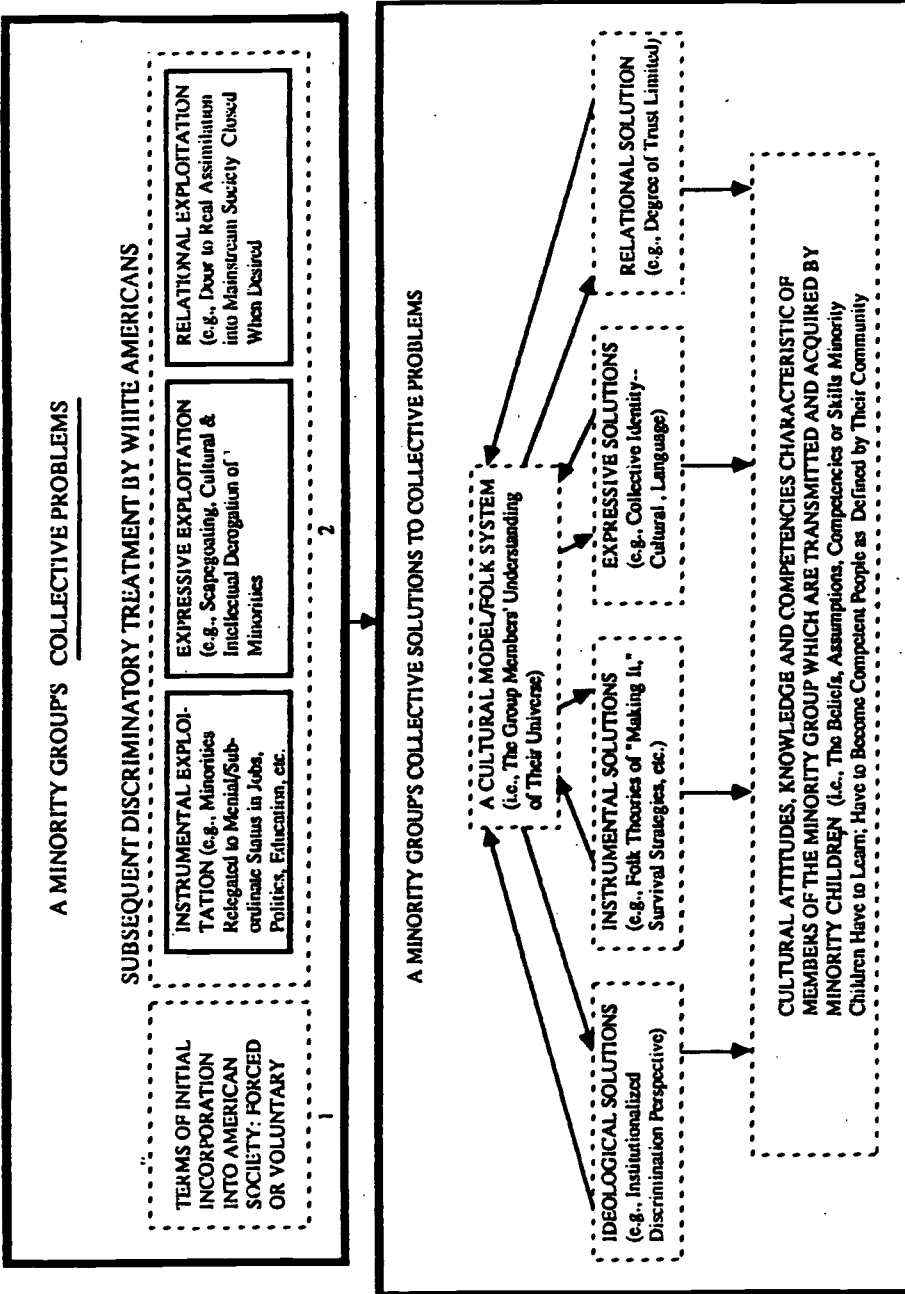 A MINORITY GROUP'S COLLECTIVE PROBLEMS
SUBSEQUENT DISCRIMINATORY TREATMENT BY WHITE AMERICANS
TERMS OF INITIAL
INCORPORATION
INTO AMERICAN
SOCIETY: FORCED
OR VOLUNTARY
1
INSTRUMENTAL EXPLOI-
TATION (e.g., Minorities
Relegated to Menial/Sub-
ordinate Status in Jobs,
Politics, Education, etc.
EXPRESSIVE EXPLOITATION
(e.g., Scapegoating, Cultural &
Intellectual Derogation of
Minorities
RELATIONAL EXPLOITATION
(e.g., Door to Real Assimilation
into Mainstream Society Closed
When Desired
2
A MINORITY GROUP'S COLLECTIVE SOLUTIONS TO COLLECTIVE PROBLEMS
A CULTURAL MODEL/FOLK SYSTEM
(i.e., The Group Members' Understanding
of Their Universe)
IDEOLOGICAL SOLUTIONS
(e.g., Institutionalized
Discrimination Perspective)
INSTRUMENTAL SOLUTIONS
(e.g., Folk Theories of "Making It,"
Survival Strategies, etc.)
EXPRESSIVE SOLUTIONS
(e.g., Collective Identity--
Cultural , Language)
RELATIONAL SOLUTION
(e.g., Degree of Trust Limited)
CULTURAL ATTITUDES, KNOWLEDGE AND COMPETENCIES CHARACTERISTIC OF
MEMBERS OF THE MINORITY GROUP WHICH ARE TRANSMITTED AND ACQUIRED BY
MINORITY CHILDREN (i.e., The Beliefs, Assumptions, Competencies or Skills Minority
Children Have to Learn; Have to Become Competent People as Defined by Their Community